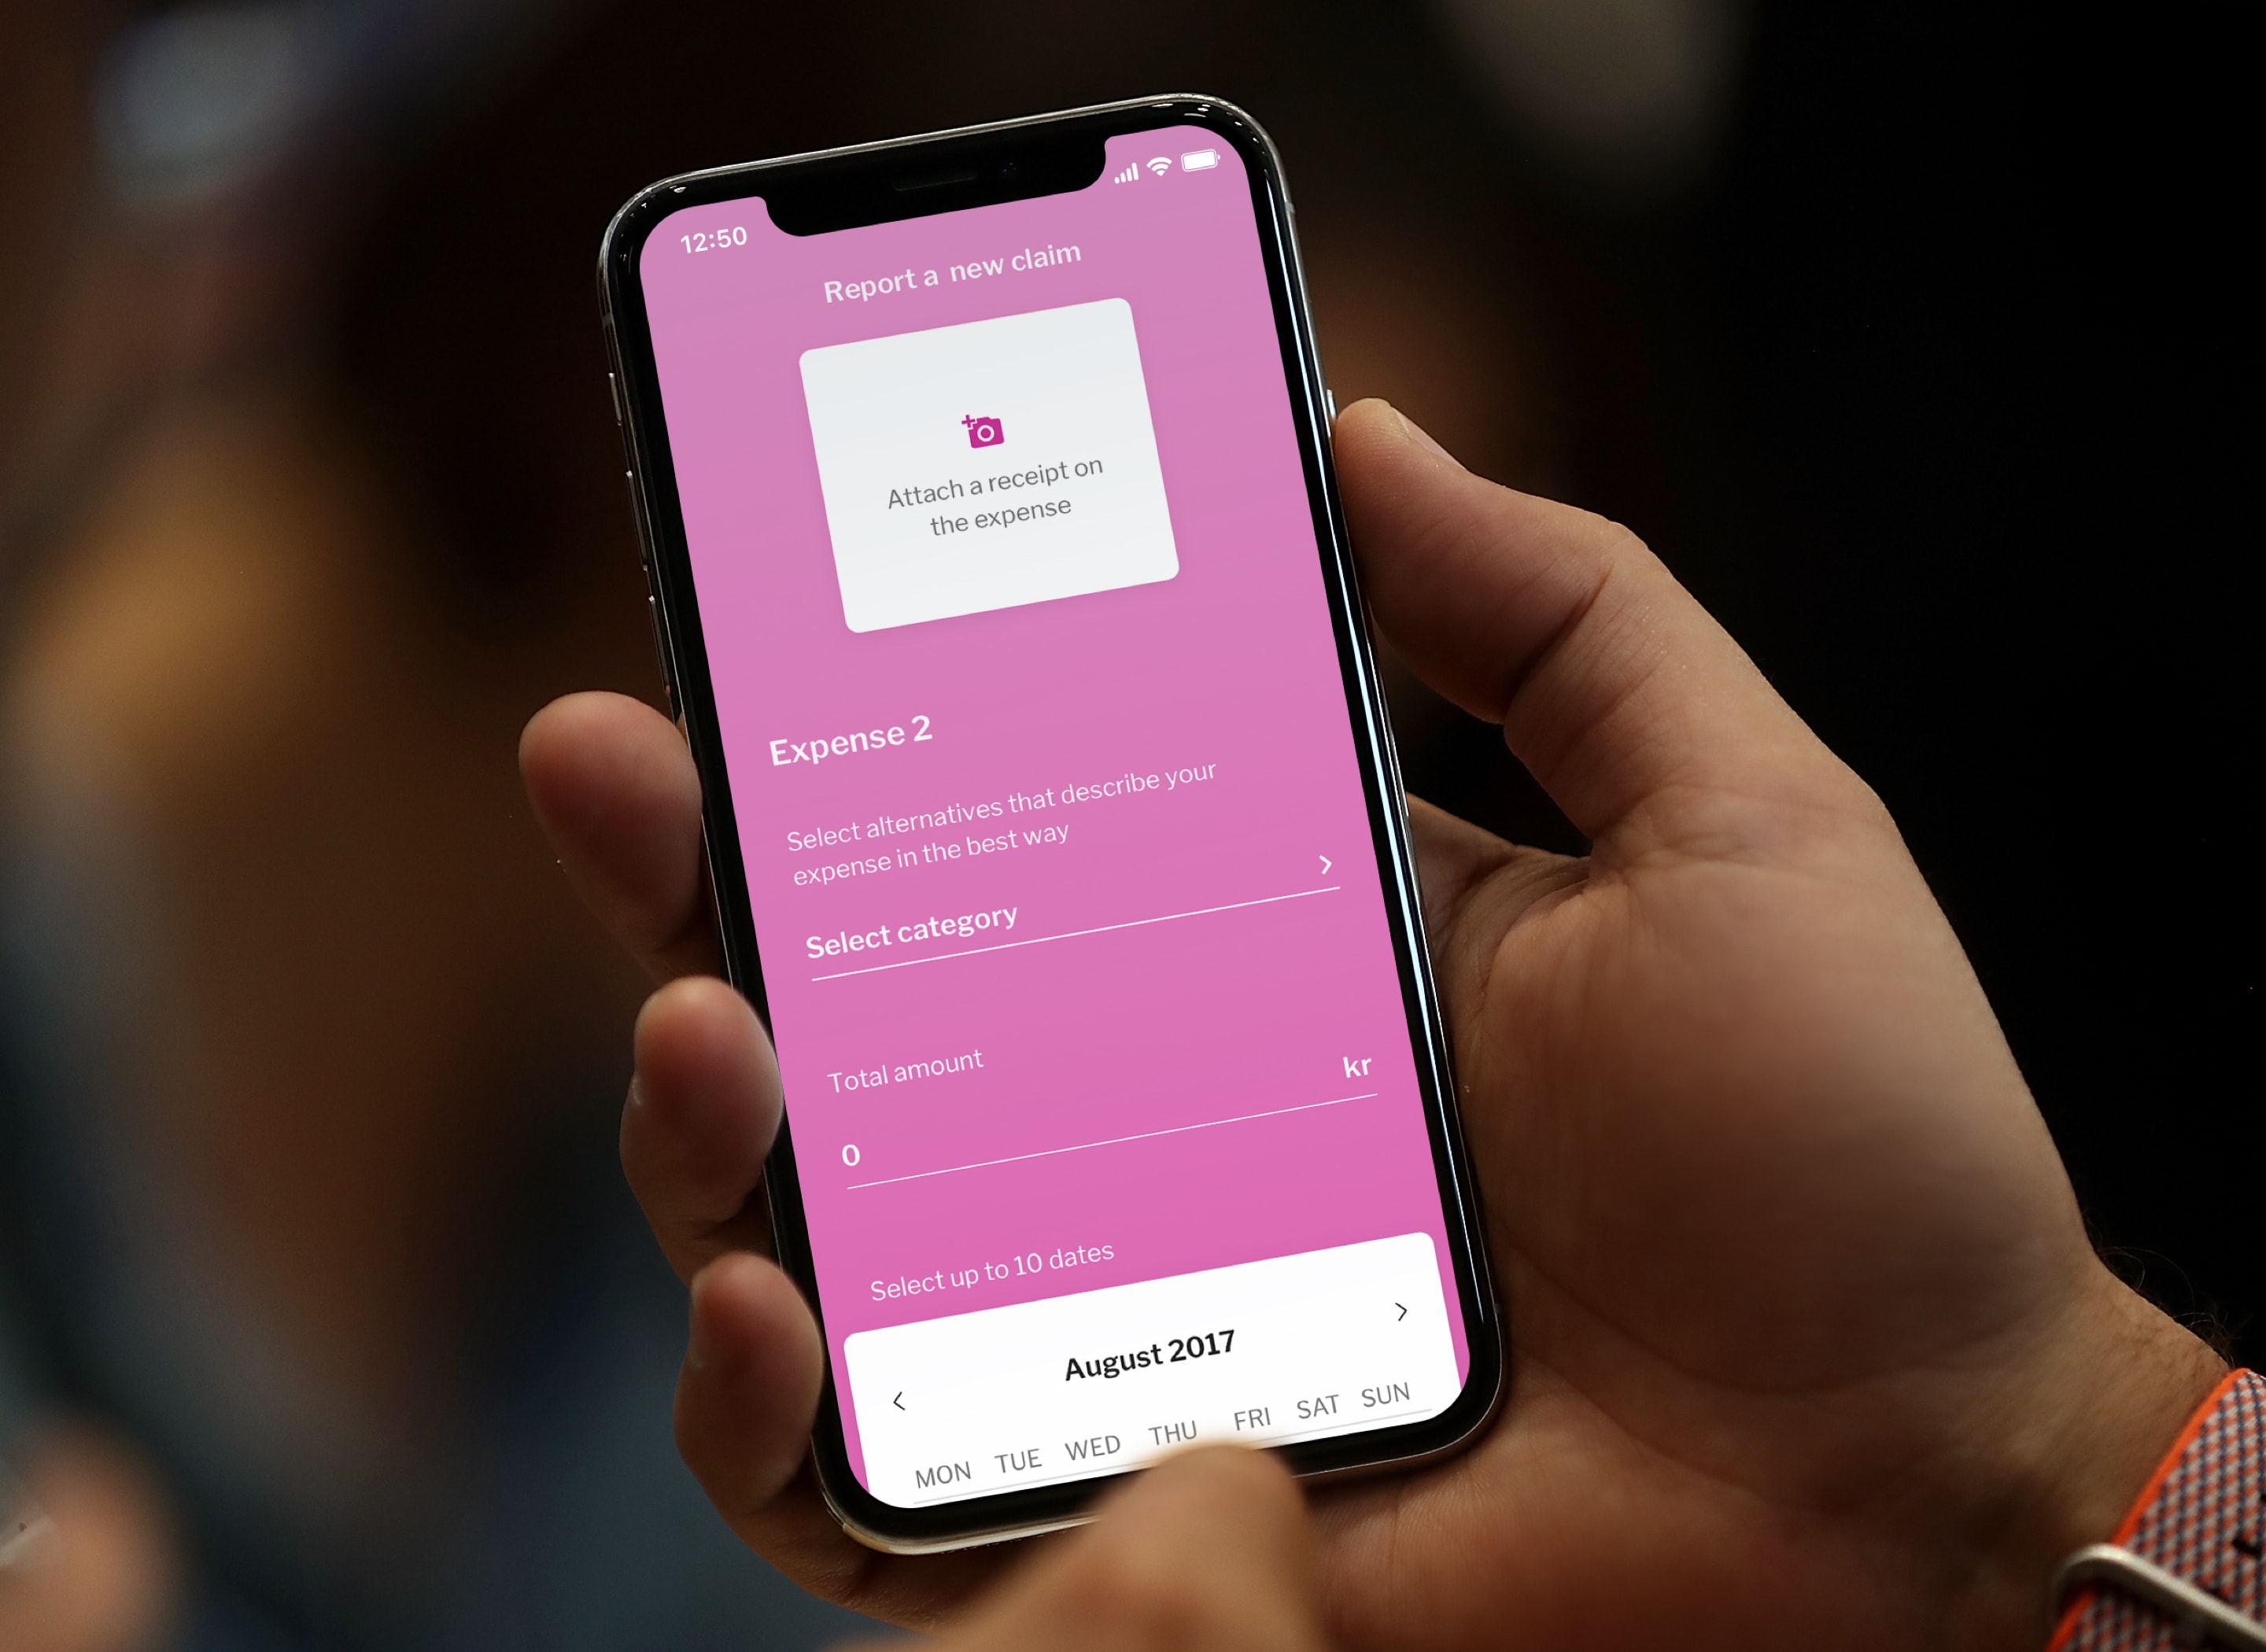 12:50
Report a new claim
Attach a receipt on
the expense
Expense 2
Select alternatives that describe your
expense in the best way
Select category
Total amount
kr
0
Select up to 10 dates
August 2017
MON TUE WED THU FRI SAT SUN